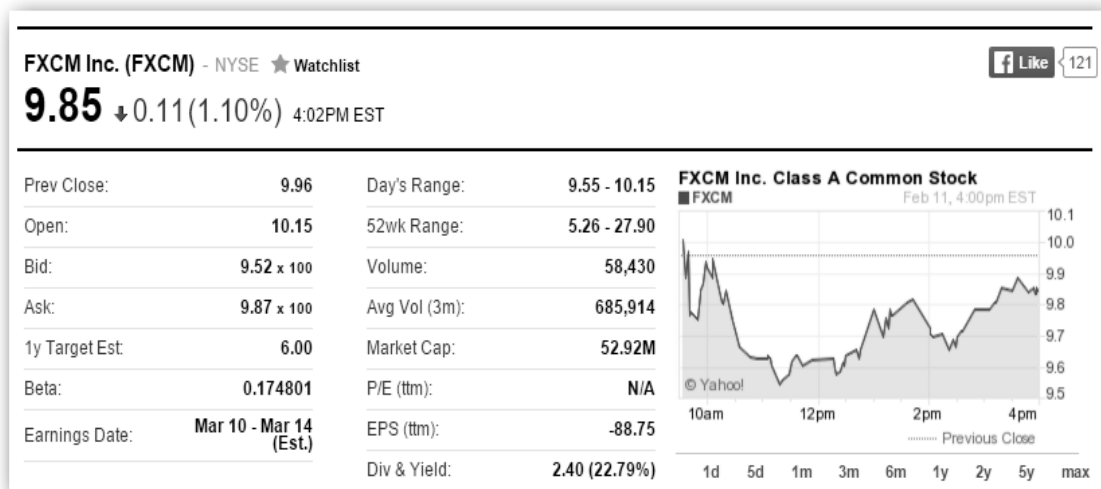 FXCM Inc. (FXCM) - NYSE Watchlist
Like 121
9.85 0.11(1.10%) 4:02PM EST
Prev Close: 9.96
Open: 10.15
Bid: 9.52 x 100
Ask: 9.87 x 100
1y Target Est: 6.00
Beta: 0.174801
Earnings Date: Mar 10 - Mar 14
(Est.)
Day's Range: 9.55 - 10.15
52wk Range: 5.26 - 27.90
Volume: 58,430
Avg Vol (3m): 685,914
Market Cap: 52.92M
P/E (ttm): N/A
EPS (ttm): -88.75
Div & Yield: 2.40 (22.79%)
FXCM Inc. Class A Common Stock
FXCM Feb 11, 4:00pm EST
10.1
10.0
9.9
9.8
9.7
9.6
9.5
© Yahoo!
10am 12pm 2pm 4pm
Previous Close
1d 5d 1m 3m 6m 1y 2y 5y max